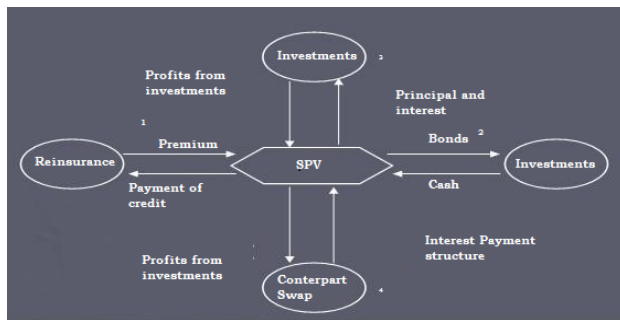 Investments
3
Profits from
investments
Principal and
interest
1
Premium
Bonds 2
Reinsurance
SPV
Investments
Payment of
credit
Cash
Profits from
investments
Interest Payment
structure
Conterpart
Swap
4